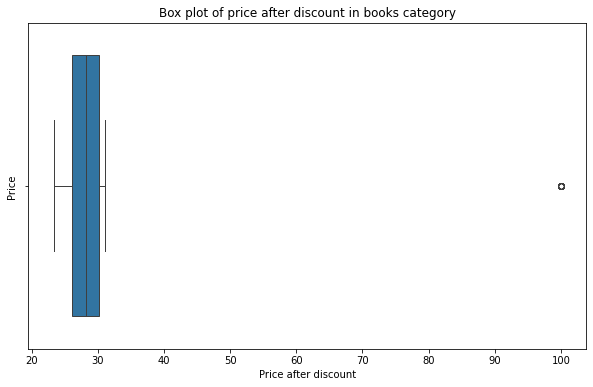 Box plot of price after discount in books category
Price
20 30 40 50 60 70 80 90 100
Price after discount